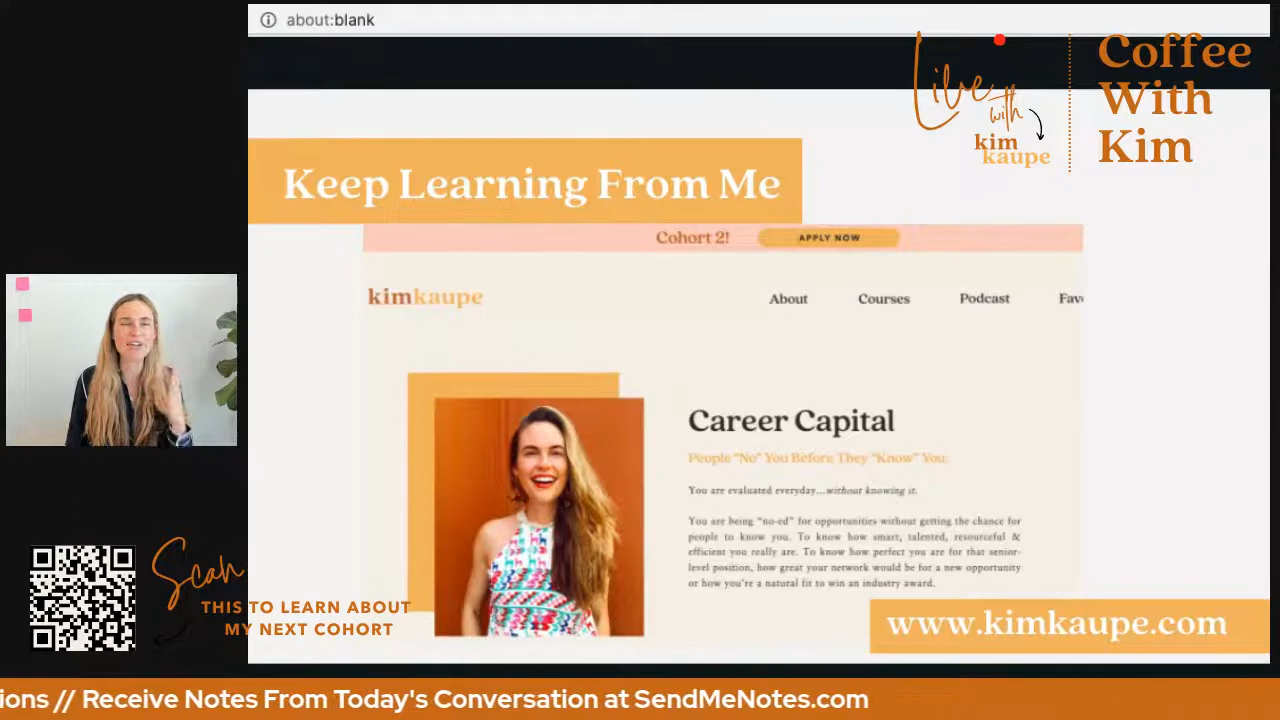 about:blank
Live
with
kim
kaupe
Coffee
With
Kim
Keep Learning From Me
Cohort 2!
APPLY NOW
kimkaupe
About
Courses
Podcast
Career Capital
People "No" You Before They "Know" You.
You are evaluated everyday...without knowing it.
You are being "no-ed" for opportunities without getting the chance for
people to know you. To know how smart, talented, resourceful &
efficient you really are. To know how perfect you are for that senior-
level position, how great your network would be for a new opportunity
or how you're a natural fit to win an industry award.
Scan
THIS TO LEARN ABOUT
MY NEXT COHORT
www.kimkaupe.com
ions // Receive Notes From Today's Conversation at SendMeNotes.com